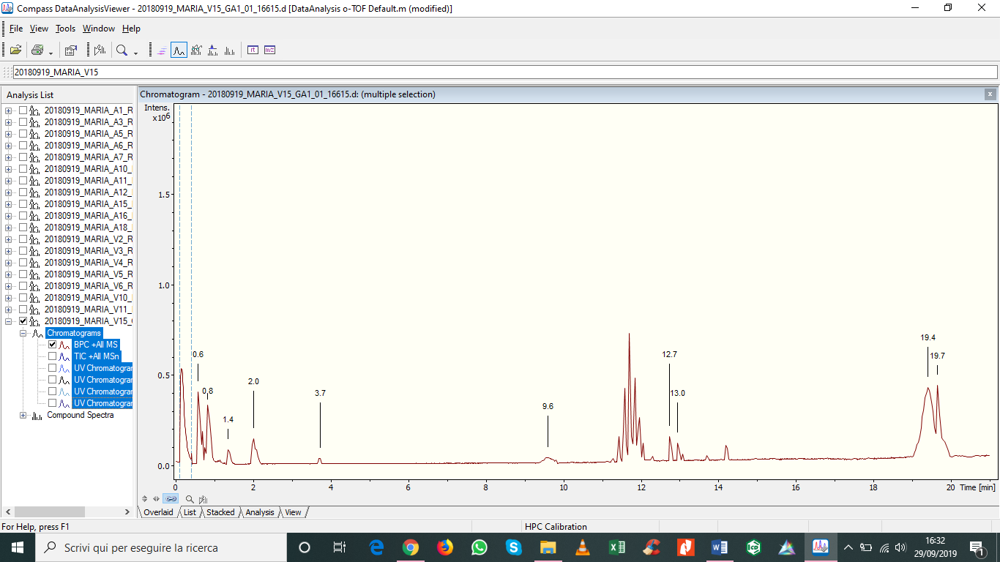 Compass DataAnalysisViewer - 20180919_MARIA_V15_GA1_01_16615.d [DataAnalysis o-TOF Default.m (modified)]
File View Tools Window Help
rt m/z
20180919_MARIA_V15
Analysis List
20180919_MARIA_A1_R
20180919_MARIA_A3_R
20180919_MARIA_A5_R
20180919_MARIA_A6_R
20180919_MARIA_A7_R
20180919_MARIA_A10_
20180919_MARIA_A11_
20180919_MARIA_A12_
20180919_MARIA_A15_
20180919_MARIA_A16_
20180919_MARIA_A18_
20180919_MARIA_V2_R
20180919_MARIA_V3_R
20180919_MARIA_V4_R
20180919_MARIA_V5_R
20180919_MARIA_V6_R
20180919_MARIA_V10_
20180919_MARIA_V11_
20180919_MARIA_V15_
Chromatograms
BPC +All MS
TIC +All MSn
UV Chromatogram
UV Chromatogram
UV Chromatogram
UV Chromatogram
Compound Spectra
Chromatogram - 20180919_MARIA_V15_GA1_01_16615.d: (multiple selection)
Intens.
x10⁶
1.5
1.0
0.5
0.0
0.6
0.8
1.4
2.0
3.7
9.6
12.7
13.0
19.4
19.7
0 2 4 6 8 10 12 14 16 18 20 Time [min]
Overlaid List Stacked Analysis View
For Help, press F1
HPC Calibration
Scrivi qui per eseguire la ricerca
16:32
29/09/2019
1